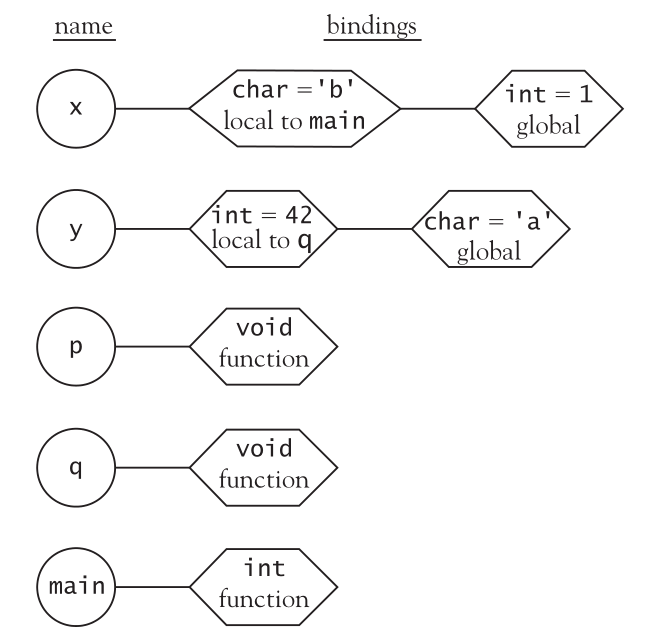 name bindings
x
char ='b'
local to main
int = 1
global
y
int = 42
local to q
char = 'a'
global
p
void
function
q
void
function
main
int
function